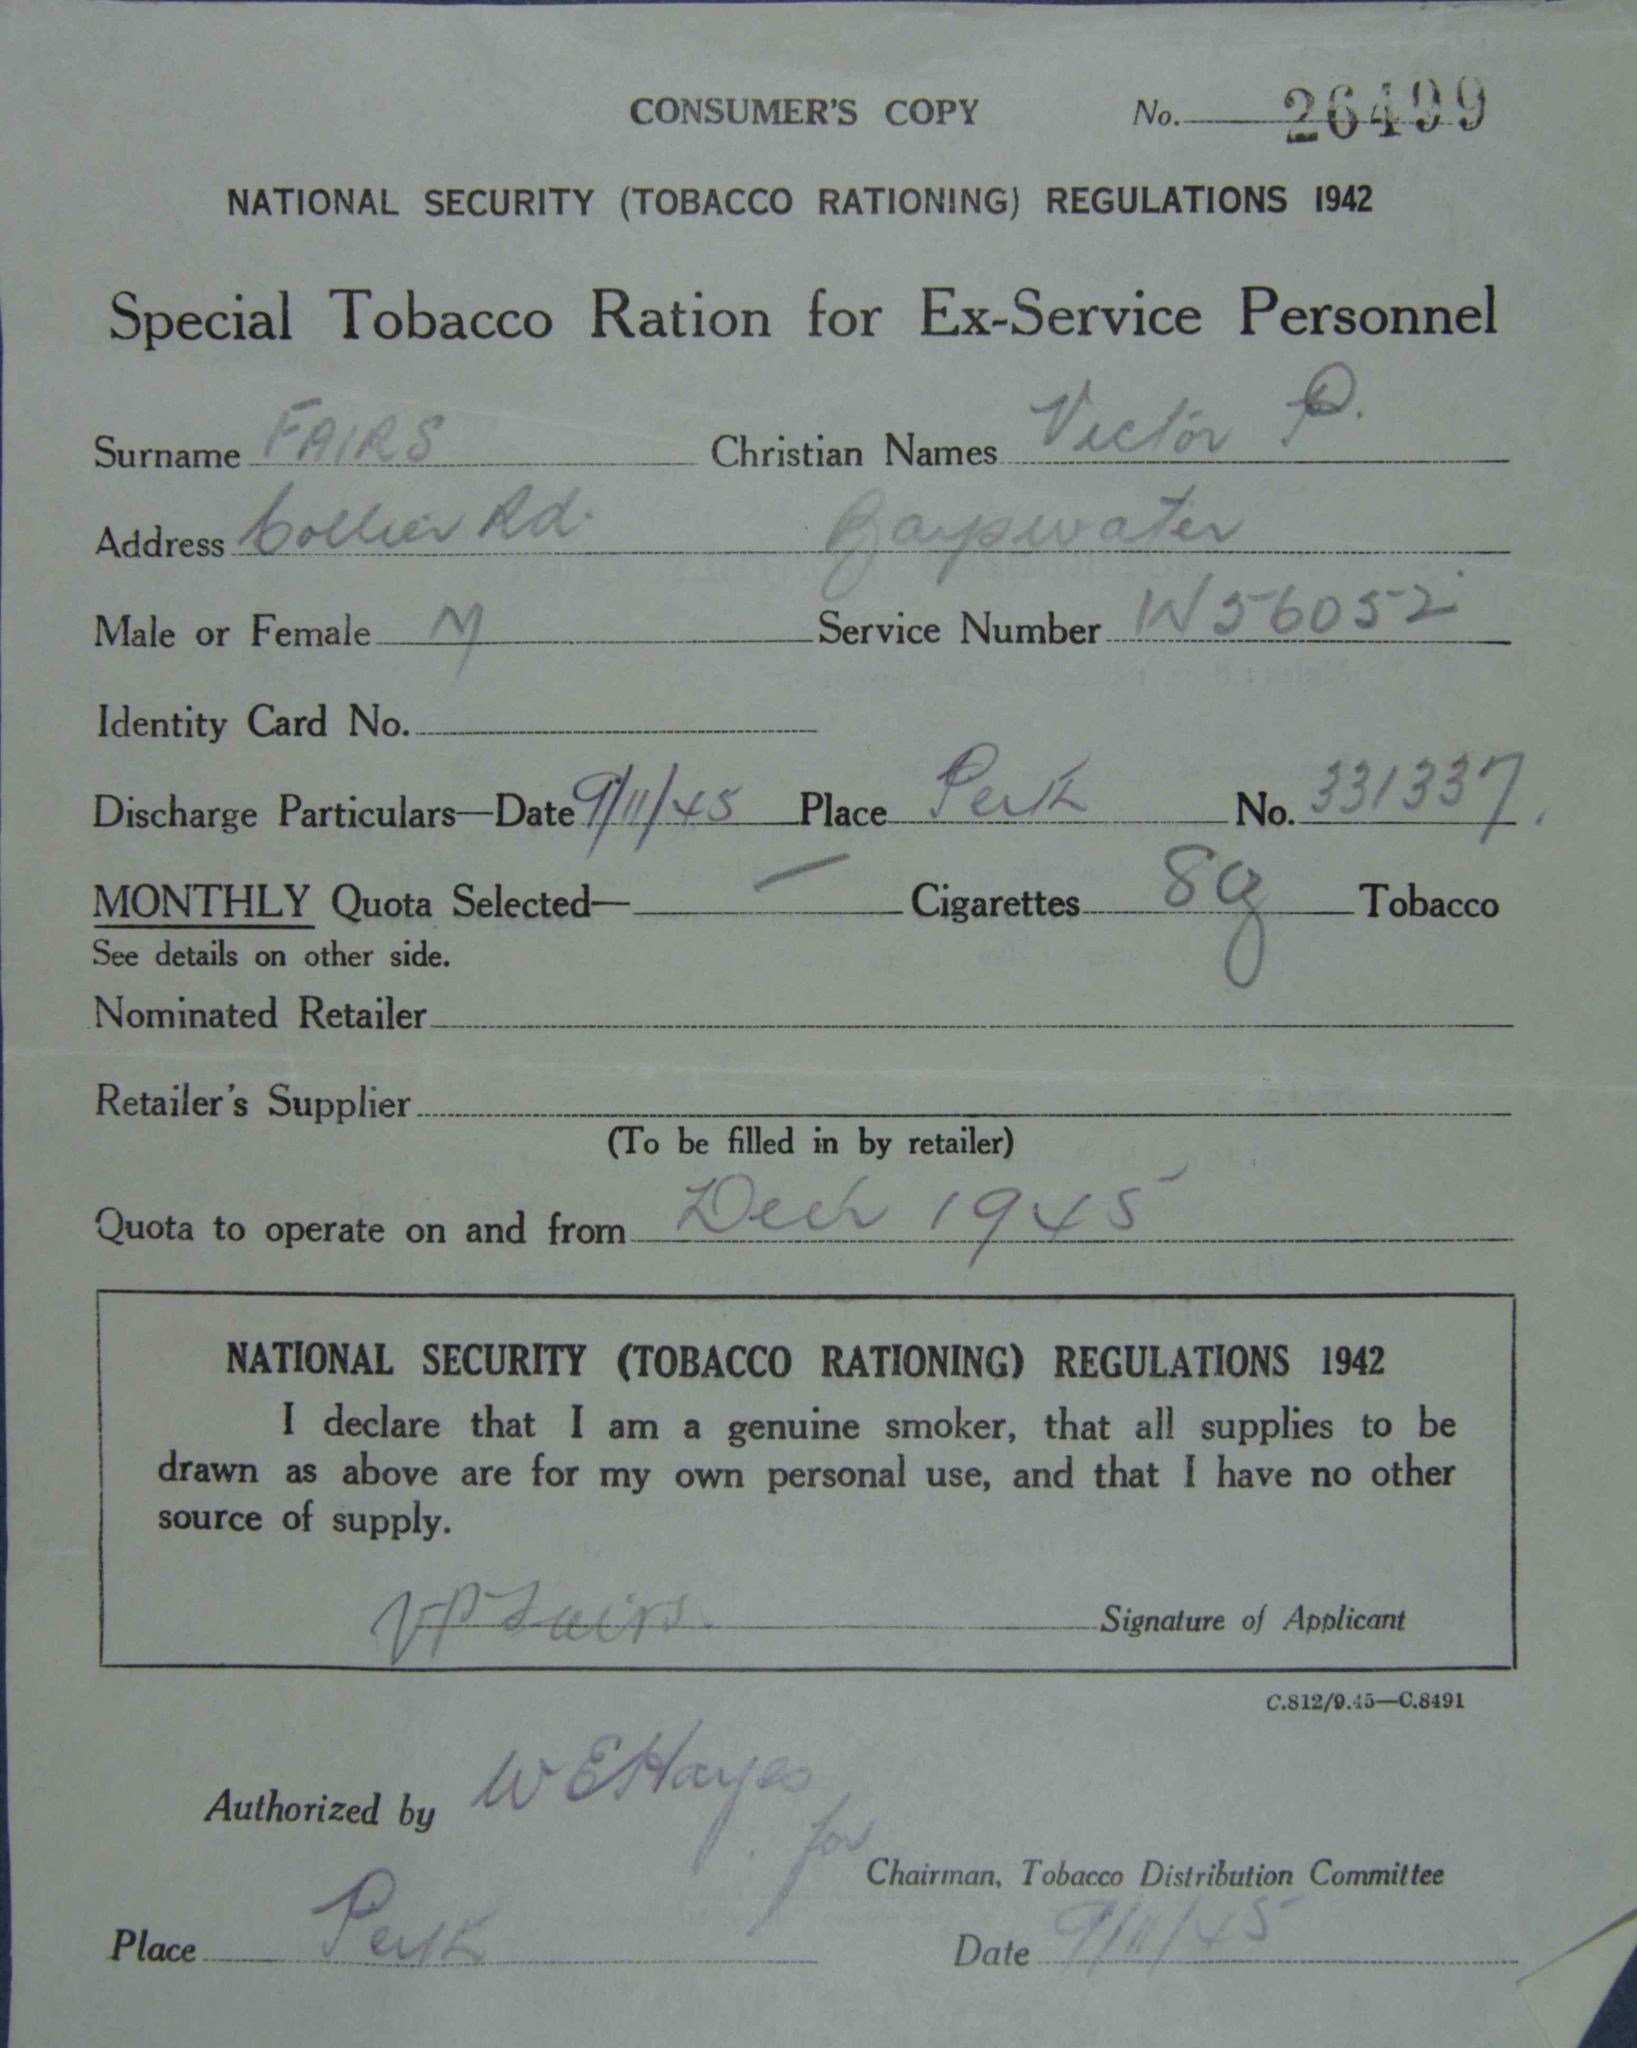 CONSUMER'S COPY No. 26499
NATIONAL SECURITY (TOBACCO RATIONING) REGULATIONS 1942
Special Tobacco Ration for Ex-Service Personnel
Surname FAIRS Christian Names Victor P.
Address Collier Rd. Bayswater
Male or Female M Service Number W56052
Identity Card No.
Discharge Particulars—Date 9/11/45 Place Perth No. 331337.
MONTHLY Quota Selected— — Cigarettes 8 Tobacco
See details on other side.
Nominated Retailer
Retailer's Supplier
(To be filled in by retailer)
Quota to operate on and from Decr 1945
NATIONAL SECURITY (TOBACCO RATIONING) REGULATIONS 1942
I declare that I am a genuine smoker, that all supplies to be
drawn as above are for my own personal use, and that I have no other
source of supply.
VP Fairs. Signature of Applicant
C.812/9.45—C.8491
Authorized by W E Hayes
for
Chairman, Tobacco Distribution Committee
Place Perth Date 9/11/45